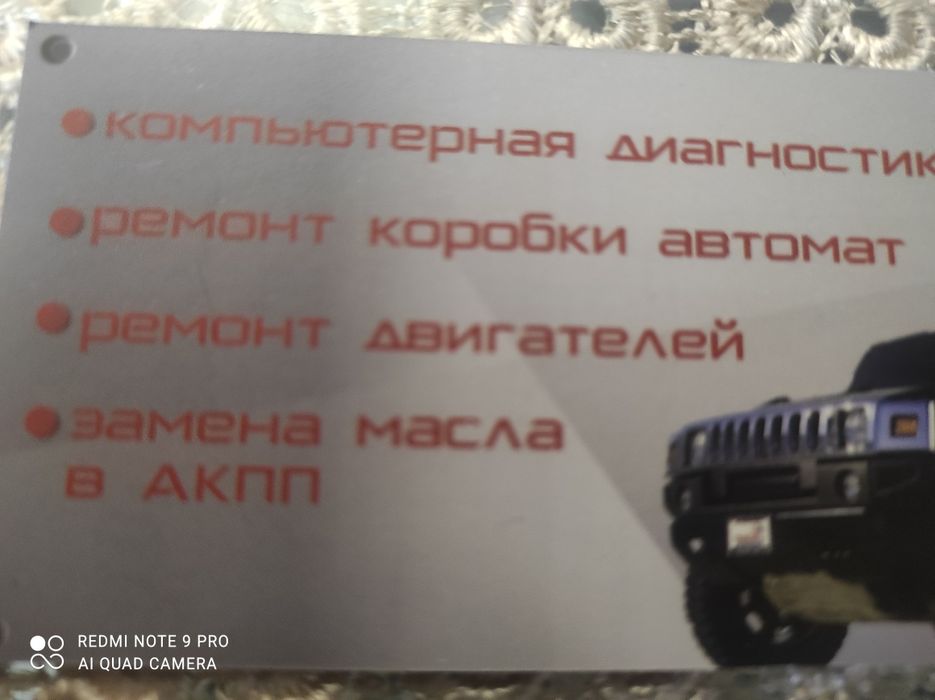 компьютерная диагностик
ремонт коробки автомат
ремонт двигателей
замена масла
в АКПП
REDMI NOTE 9 PRO
AI QUAD CAMERA